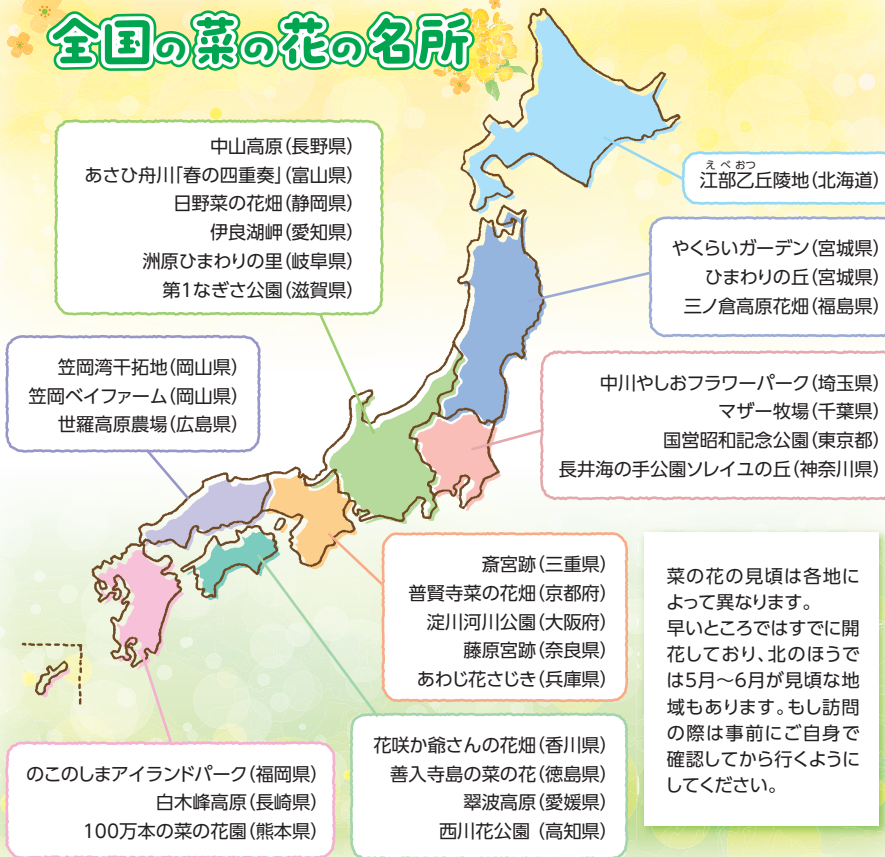 全国の菜の花の名所
中山高原(長野県)
あさひ舟川「春の四重奏」(富山県)
日野菜の花畑(静岡県)
伊良湖岬(愛知県)
洲原ひまわりの里(岐阜県)
第1なぎさ公園(滋賀県)
えべおつ
江部乙丘陵地(北海道)
やくらいガーデン(宮城県)
ひまわりの丘(宮城県)
三ノ倉高原花畑(福島県)
笠岡湾干拓地(岡山県)
笠岡ベイファーム(岡山県)
世羅高原農場(広島県)
中川やしおフラワーパーク(埼玉県)
マザー牧場(千葉県)
国営昭和記念公園(東京都)
長井海の手公園ソレイユの丘(神奈川県)
斎宮跡(三重県)
普賢寺菜の花畑(京都府)
淀川河川公園(大阪府)
藤原宮跡(奈良県)
あわじ花さじき(兵庫県)
菜の花の見頃は各地に
よって異なります。
早いところではすでに開
花しており、北のほうで
は5月〜6月が見頃な地
域もあります。もし訪問
の際は事前にご自身で
確認してから行くように
してください。
のこのしまアイランドパーク(福岡県)
白木峰高原(長崎県)
100万本の菜の花園(熊本県)
花咲か爺さんの花畑(香川県)
善入寺島の菜の花(徳島県)
翠波高原(愛媛県)
西川花公園 (高知県)